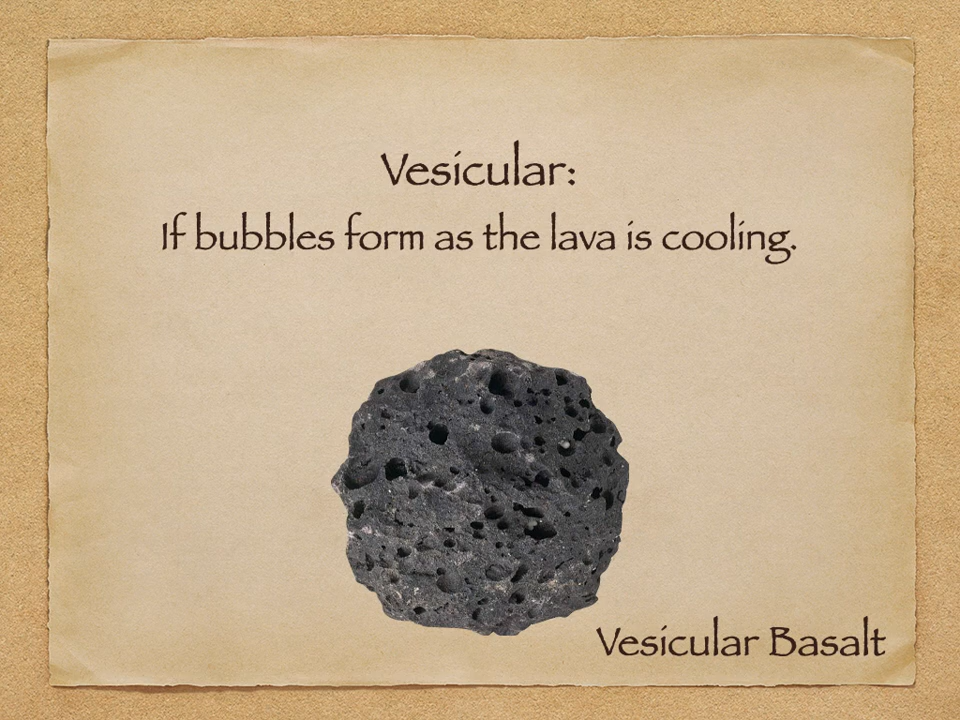 Vesicular:
If bubbles form as the lava is cooling.
Vesicular Basalt